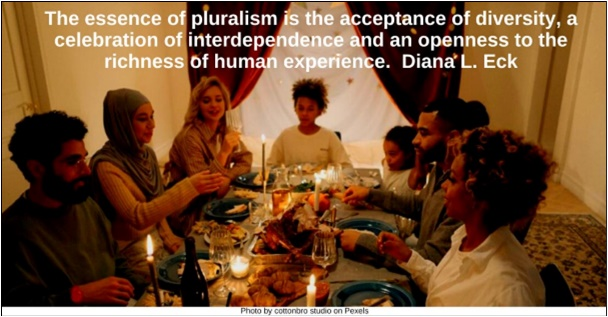 The essence of pluralism is the acceptance of diversity, a
celebration of interdependence and an openness to the
richness of human experience.  Diana L. Eck
Photo by cottonbro studio on Pexels